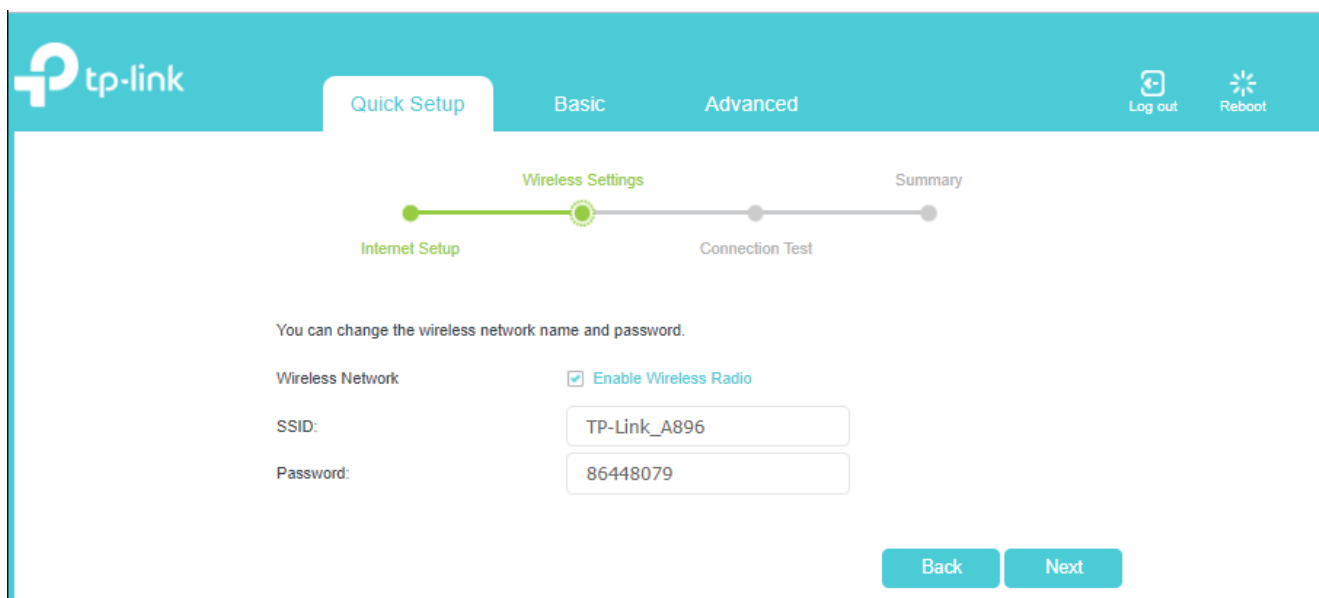 tp-link
Quick Setup Basic Advanced Log out Reboot
Wireless Settings Summary
Internet Setup Connection Test
You can change the wireless network name and password.
Wireless Network Enable Wireless Radio
SSID: TP-Link_A896
Password: 86448079
Back Next